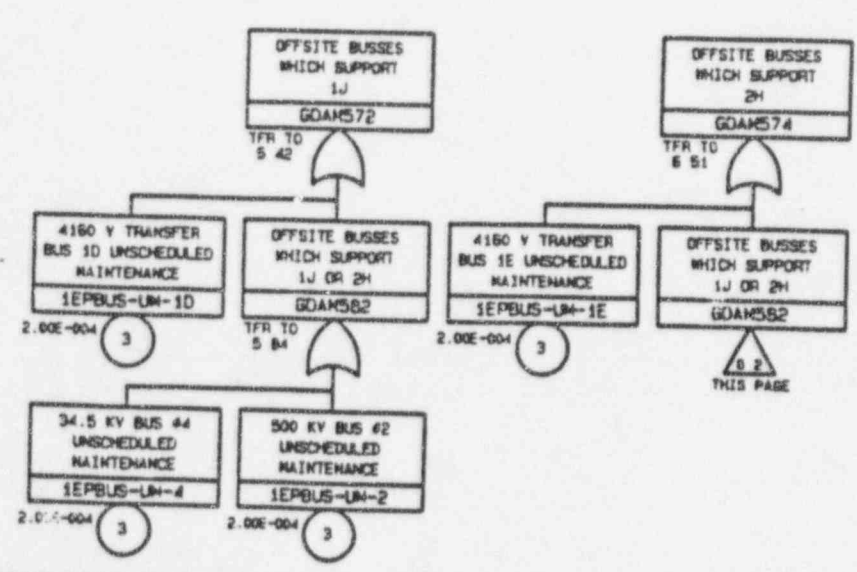 OFFSITE BUSSES
WHICH SUPPORT
1J
GDAM572
TFR TO
5 42
4160 V TRANSFER
BUS 1D UNSCHEDULED
MAINTENANCE
1EPBUS-UM-1D
2.00E-004
3
OFFSITE BUSSES
WHICH SUPPORT
1J OR 2H
GDAM582
TFR TO
5 84
34.5 KV BUS #4
UNSCHEDULED
MAINTENANCE
1EPBUS-UM-4
3
500 KV BUS #2
UNSCHEDULED
MAINTENANCE
1EPBUS-UM-2
2.00E-004
3
OFFSITE BUSSES
WHICH SUPPORT
2H
GDAM574
TFR TO
6 51
4160 V TRANSFER
BUS 1E UNSCHEDULED
MAINTENANCE
1EPBUS-UM-1E
2.00E-004
3
OFFSITE BUSSES
WHICH SUPPORT
1J OR 2H
GDAM582
2
THIS PAGE